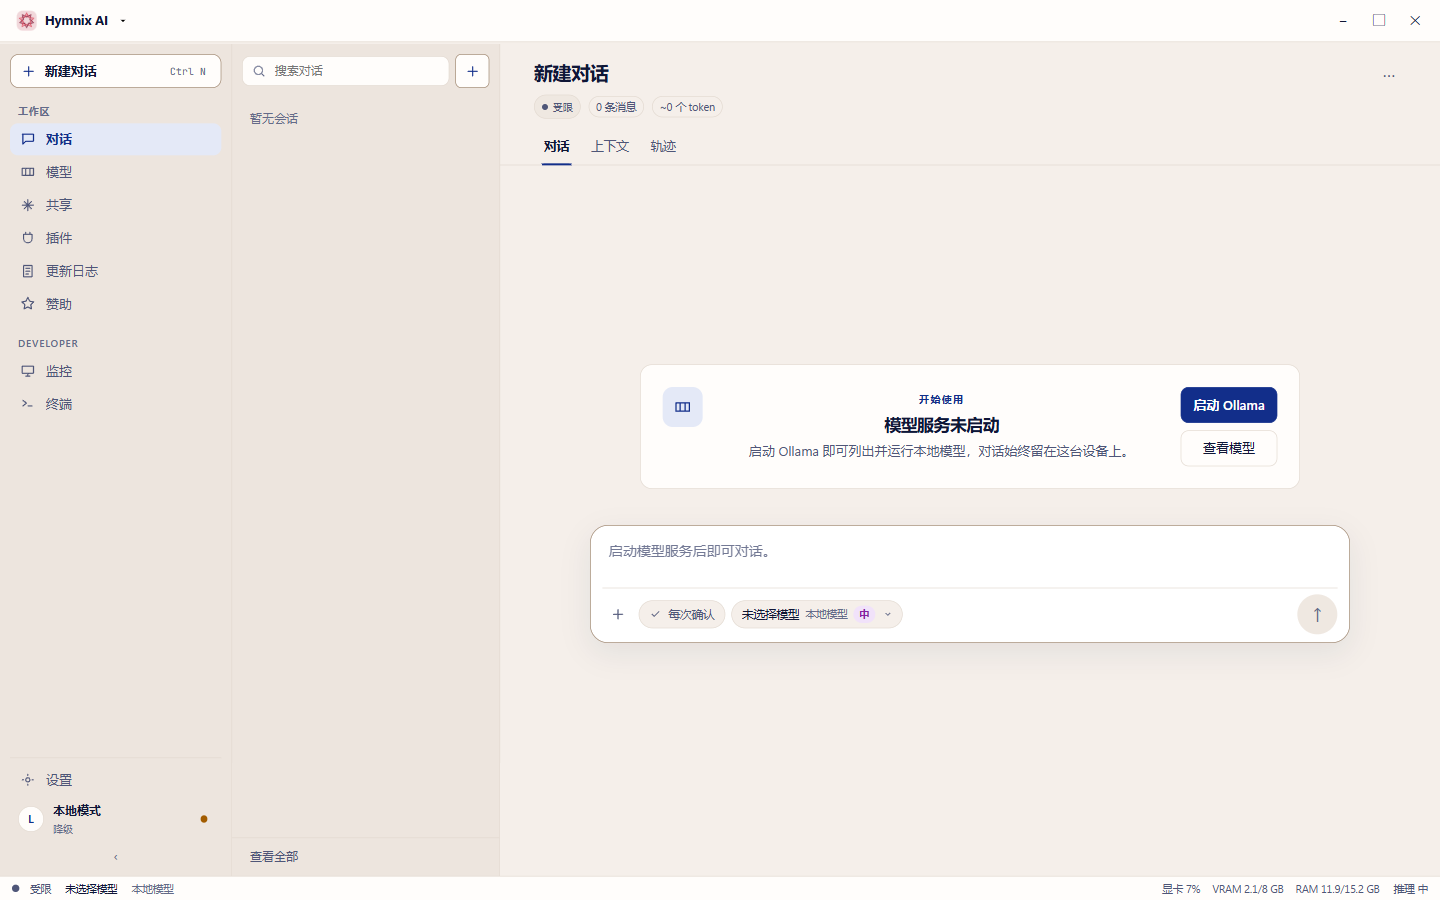 Hymnix AI
新建对话
Ctrl N
工作区
对话
模型
共享
插件
更新日志
赞助
DEVELOPER
监控
终端
设置
L
本地模式
降级
搜索对话
暂无会话
查看全部
新建对话
受限
0 条消息
~0 个 token
对话
上下文
轨迹
开始使用
模型服务未启动
启动 Ollama 即可列出并运行本地模型，对话始终留在这台设备上。
启动 Ollama
查看模型
启动模型服务后即可对话。
每次确认
未选择模型 本地模型 中
受限 未选择模型 本地模型
显卡 7% VRAM 2.1/8 GB RAM 11.9/15.2 GB 推理 中